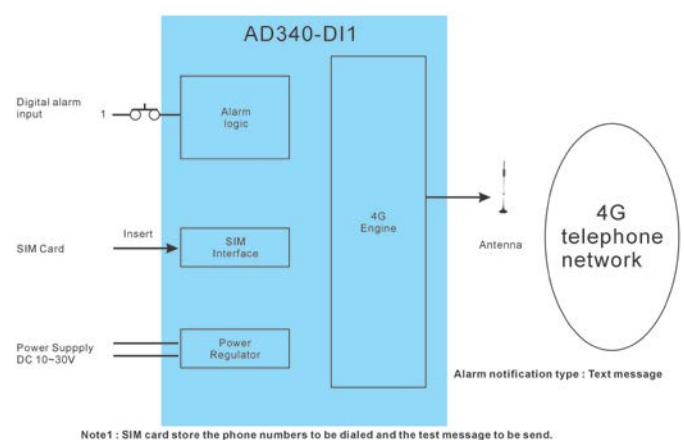 AD340-DI1
Digital alarm
input
1
Alarm
logic
4G
Engine
Insert
SIM Card
SIM
Interface
Antenna
4G
telephone
network
Power Suppply
DC 10~30V
Power
Regulator
Alarm notification type : Text message
Note1 : SIM card store the phone numbers to be dialed and the test message to be send.